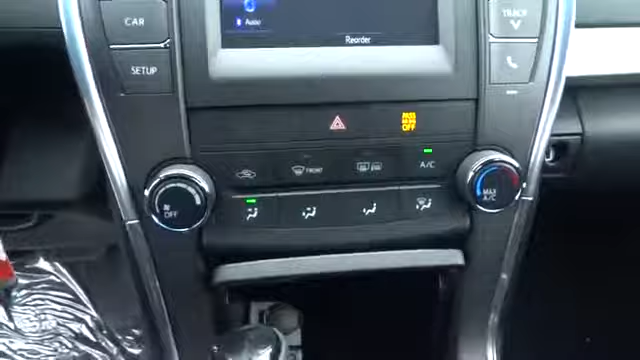 CAR
SETUP
Audio
Reorder
TRACK
PASS
AIR BAG
OFF
A/C
FRONT
OFF
MAX
A/C